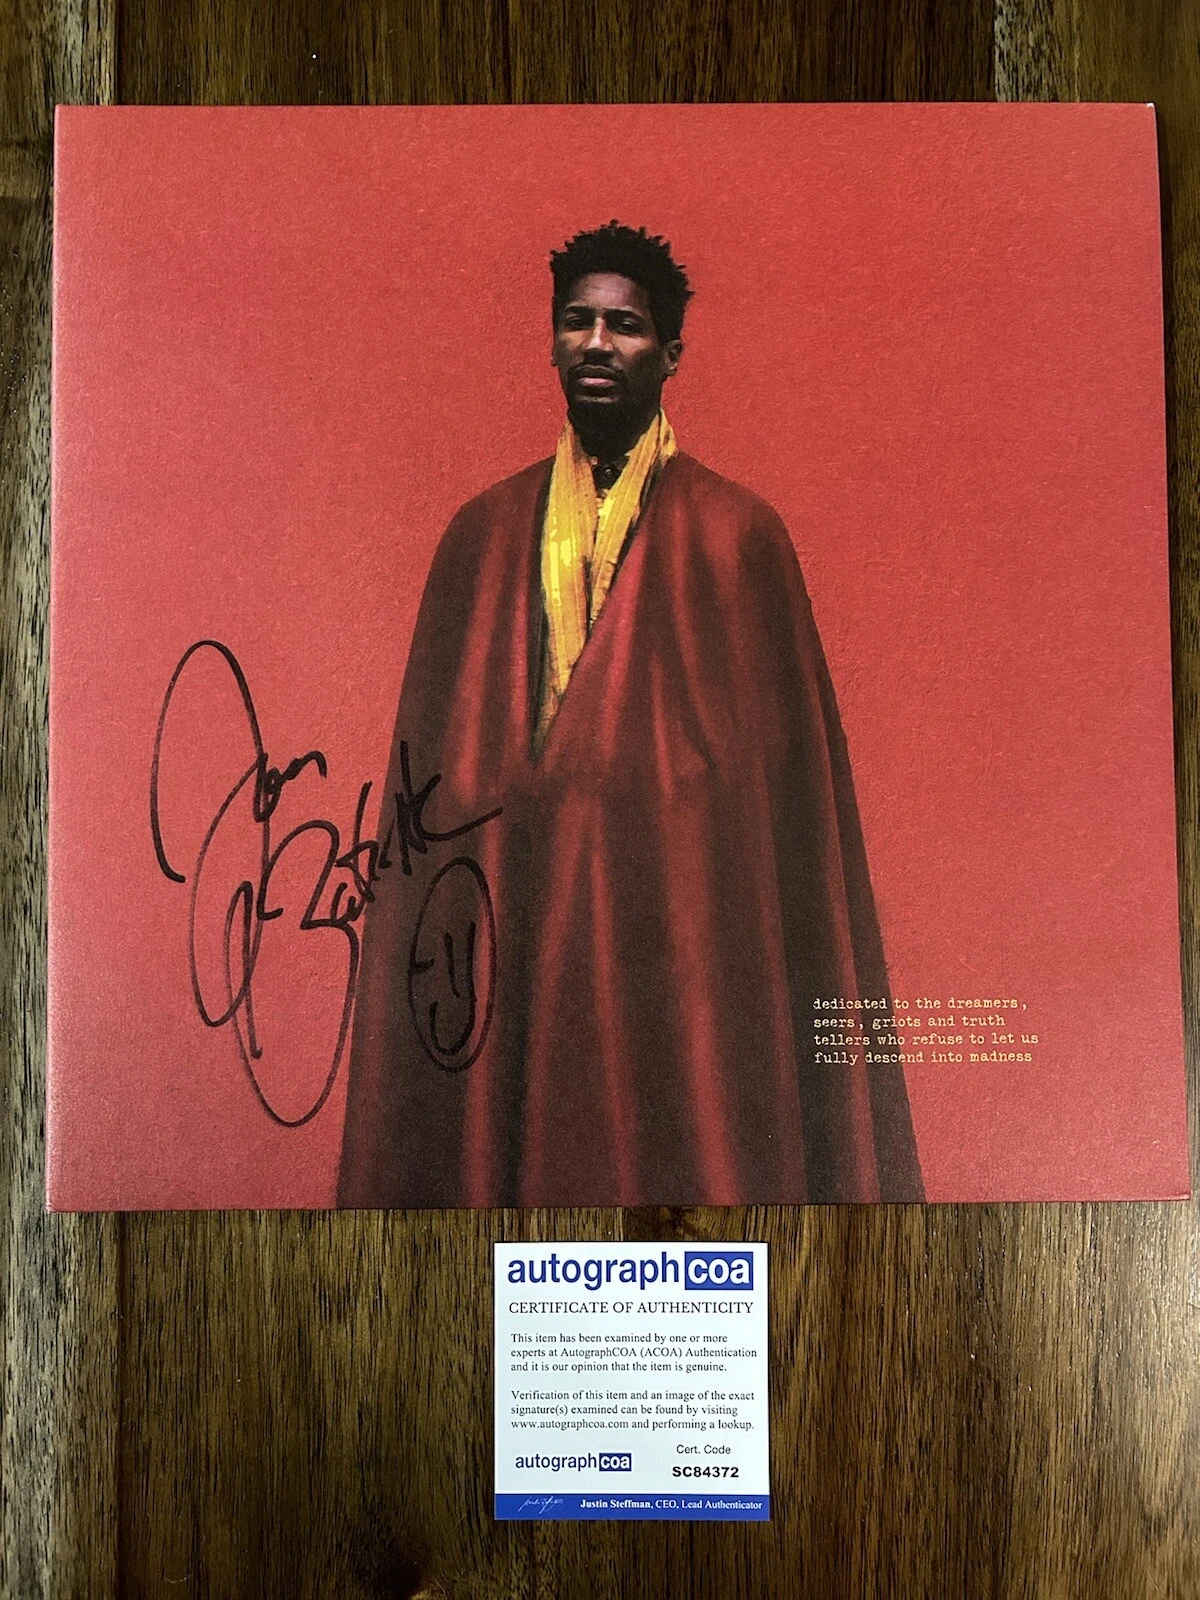 Jon
Batiste
dedicated to the dreamers,
seers, griots and truth
tellers who refuse to let us
fully descend into madness
autographcoa
CERTIFICATE OF AUTHENTICITY
This item has been examined by one or more
experts at AutographCOA (ACOA) Authentication
and it is our opinion that the item is genuine.
Verification of this item and an image of the exact
signature(s) examined can be found by visiting
www.autographcoa.com and performing a lookup.
autographcoa
Cert. Code
SC84372
Justin Steffman, CEO, Lead Authenticator